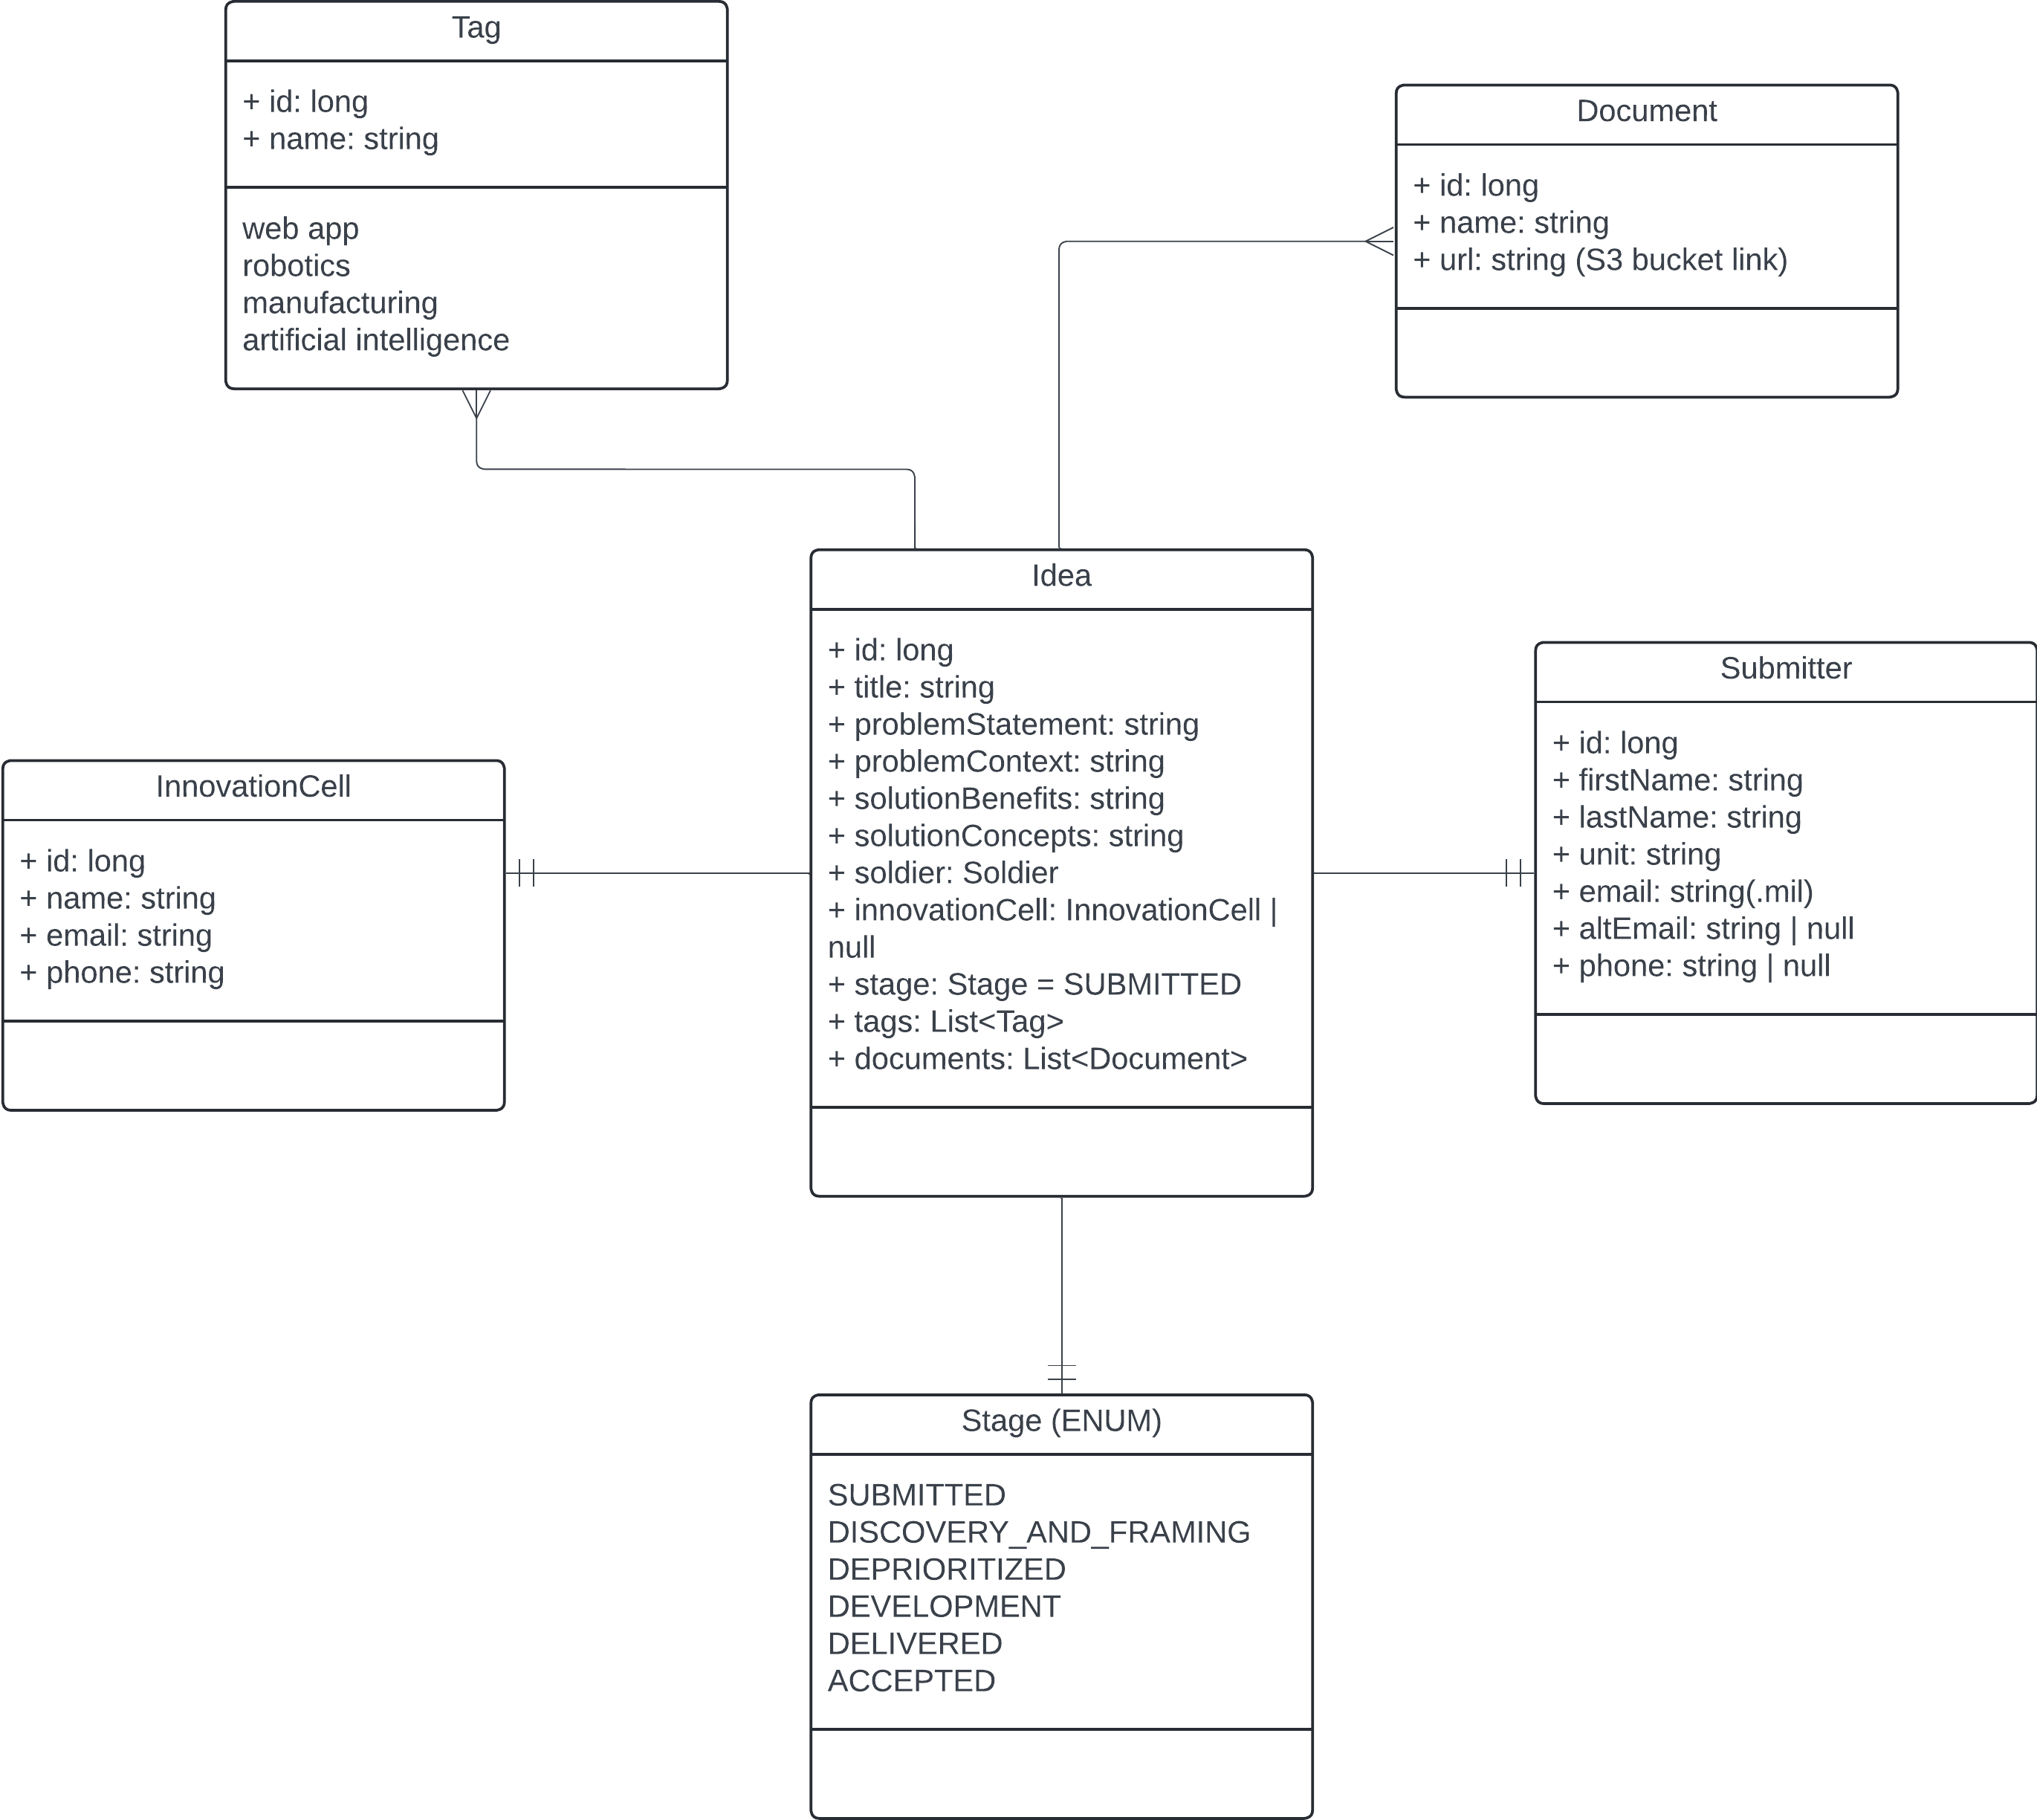 Tag
+ id: long
+ name: string
web app
robotics
manufacturing
artificial intelligence
Document
+ id: long
+ name: string
+ url: string (S3 bucket link)
Idea
+ id: long
+ title: string
+ problemStatement: string
+ problemContext: string
+ solutionBenefits: string
+ solutionConcepts: string
+ soldier: Soldier
+ innovationCell: InnovationCell |
null
+ stage: Stage = SUBMITTED
+ tags: List<Tag>
+ documents: List<Document>
Submitter
+ id: long
+ firstName: string
+ lastName: string
+ unit: string
+ email: string(.mil)
+ altEmail: string | null
+ phone: string | null
InnovationCell
+ id: long
+ name: string
+ email: string
+ phone: string
Stage (ENUM)
SUBMITTED
DISCOVERY_AND_FRAMING
DEPRIORITIZED
DEVELOPMENT
DELIVERED
ACCEPTED